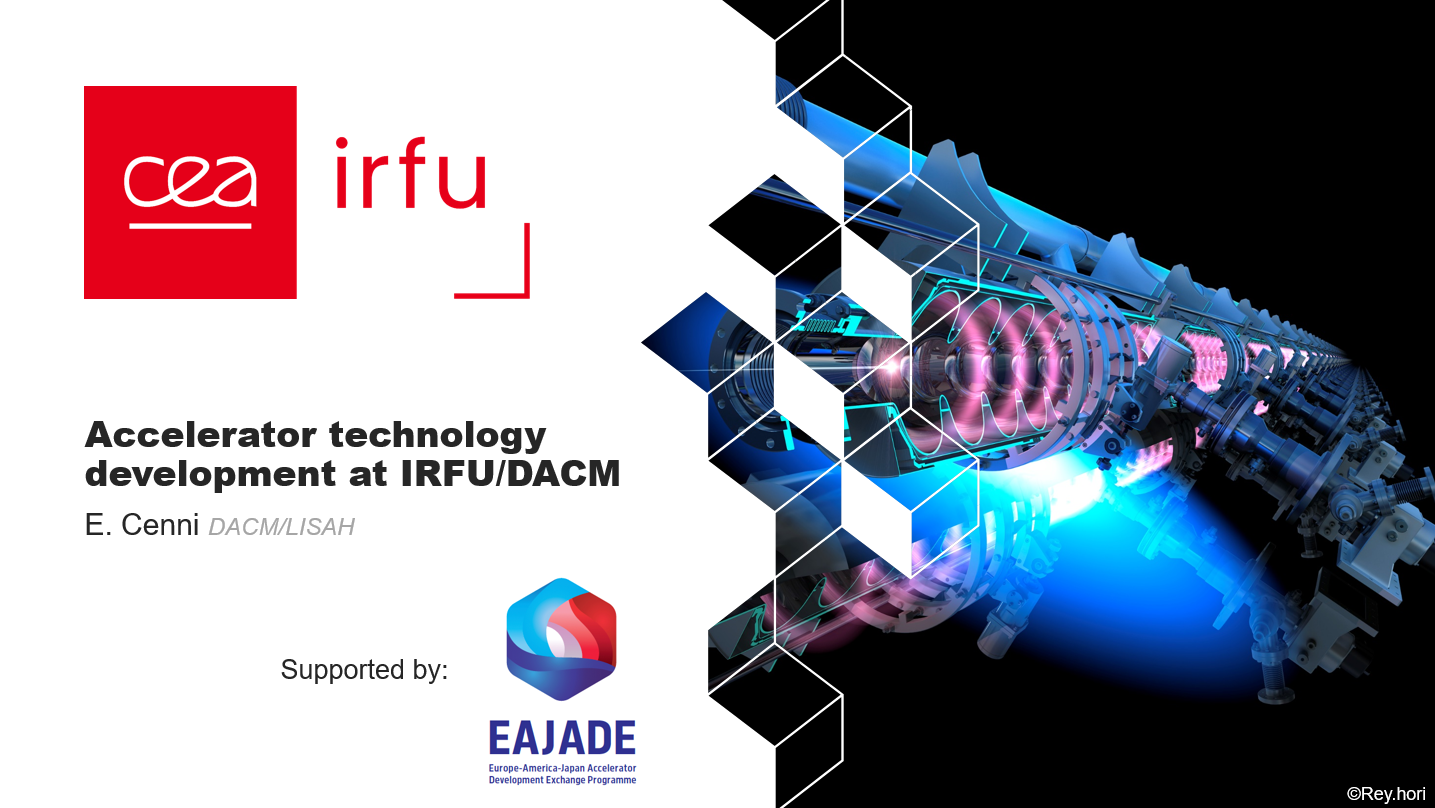 cea
irfu
Accelerator technology
development at IRFU/DACM
E. Cenni DACM/LISAH
Supported by:
EAJADE
Europe-America-Japan Accelerator
Development Exchange Programme
©Rey.hori